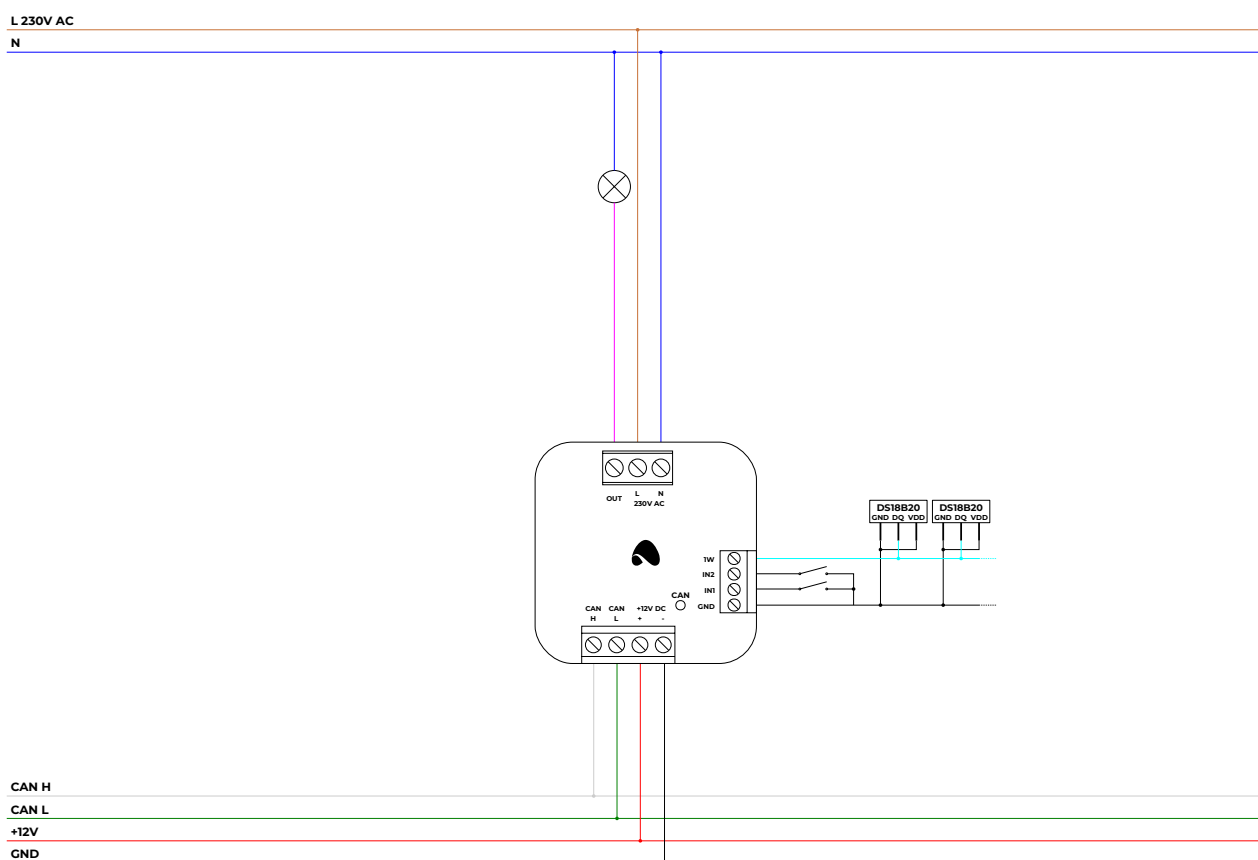 L 230V AC
N
OUT L N
230V AC
DS18B20 DS18B20
GND DQ VDD GND DQ VDD
1W
IN2
IN1
CAN
GND
CAN CAN +12V DC
H L + -
CAN H
CAN L
+12V
GND